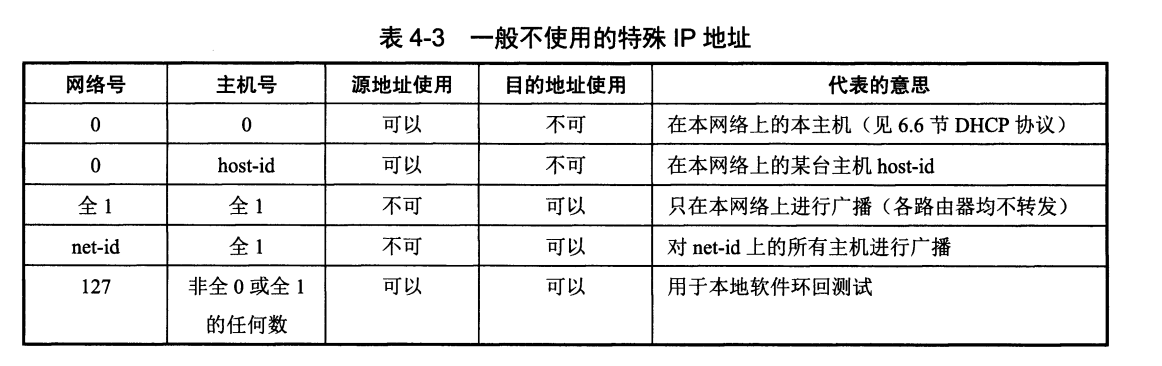 表 4-3 一般不使用的特殊 IP 地址
网络号 主机号 源地址使用 目的地址使用 代表的意思
0 0 可以 不可 在本网络上的本主机（见 6.6 节 DHCP 协议）
0 host-id 可以 不可 在本网络上的某台主机 host-id
全 1 全 1 不可 可以 只在本网络上进行广播（各路由器均不转发）
net-id 全 1 不可 可以 对 net-id 上的所有主机进行广播
127 非全 0 或全 1 可以 可以 用于本地软件环回测试
的任何数